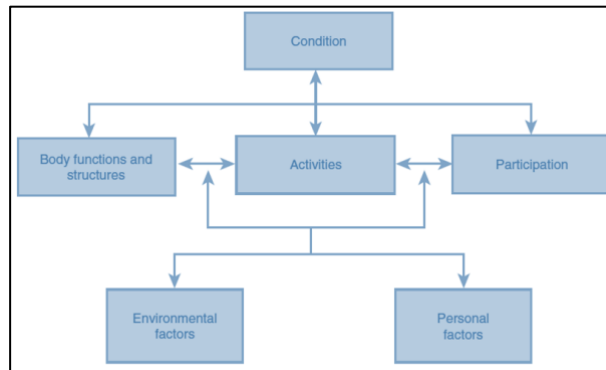 Condition
Body functions and
structures
Activities
Participation
Environmental
factors
Personal
factors